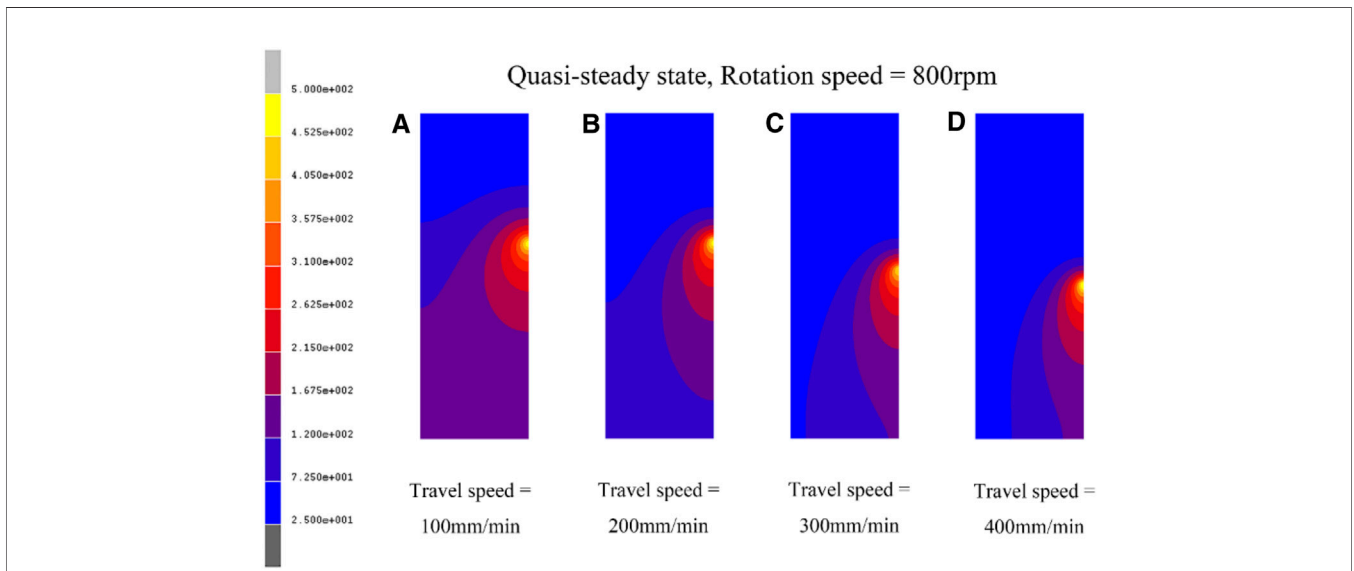 Quasi-steady state, Rotation speed = 800rpm
5.000e+002
4.525e+002
4.050e+002
3.575e+002
3.100e+002
2.625e+002
2.150e+002
1.675e+002
1.200e+002
7.250e+001
2.500e+001
A
B
C
D
Travel speed =
100mm/min
Travel speed =
200mm/min
Travel speed =
300mm/min
Travel speed =
400mm/min